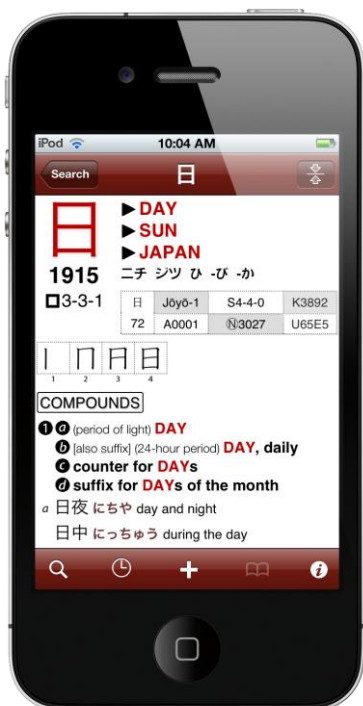 iPod 10:04 AM
Search 日
日
▶DAY
▶SUN
▶JAPAN
1915 ニチ ジツ ひ -び -か
3-3-1
日 Jōyō-1 S4-4-0 K3892
72 A0001 Ⓝ3027 U65E5
1 2 3 4
COMPOUNDS
❶ⓐ (period of light) DAY
ⓑ [also suffix] (24-hour period) DAY, daily
ⓒ counter for DAYs
ⓓ suffix for DAYs of the month
a 日夜 にちや day and night
日中 にっちゅう during the day